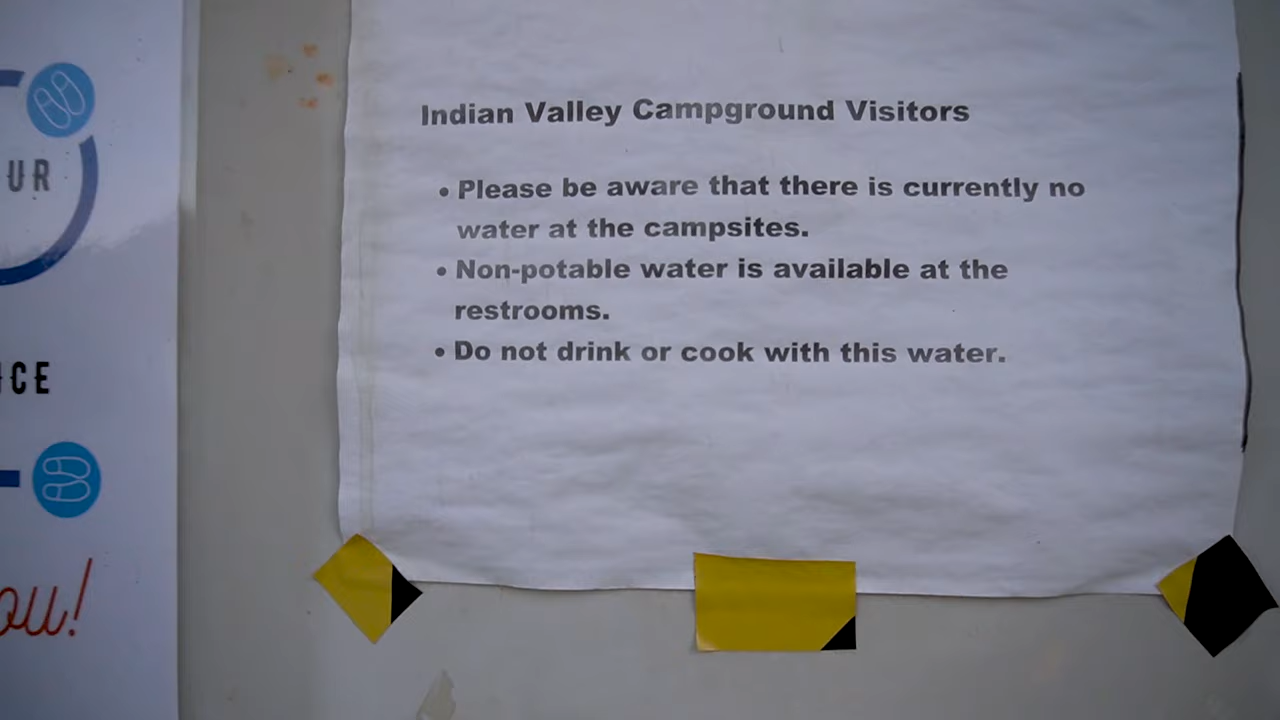 UR
ICE
ou!
Indian Valley Campground Visitors
• Please be aware that there is currently no
water at the campsites.
• Non-potable water is available at the
restrooms.
• Do not drink or cook with this water.